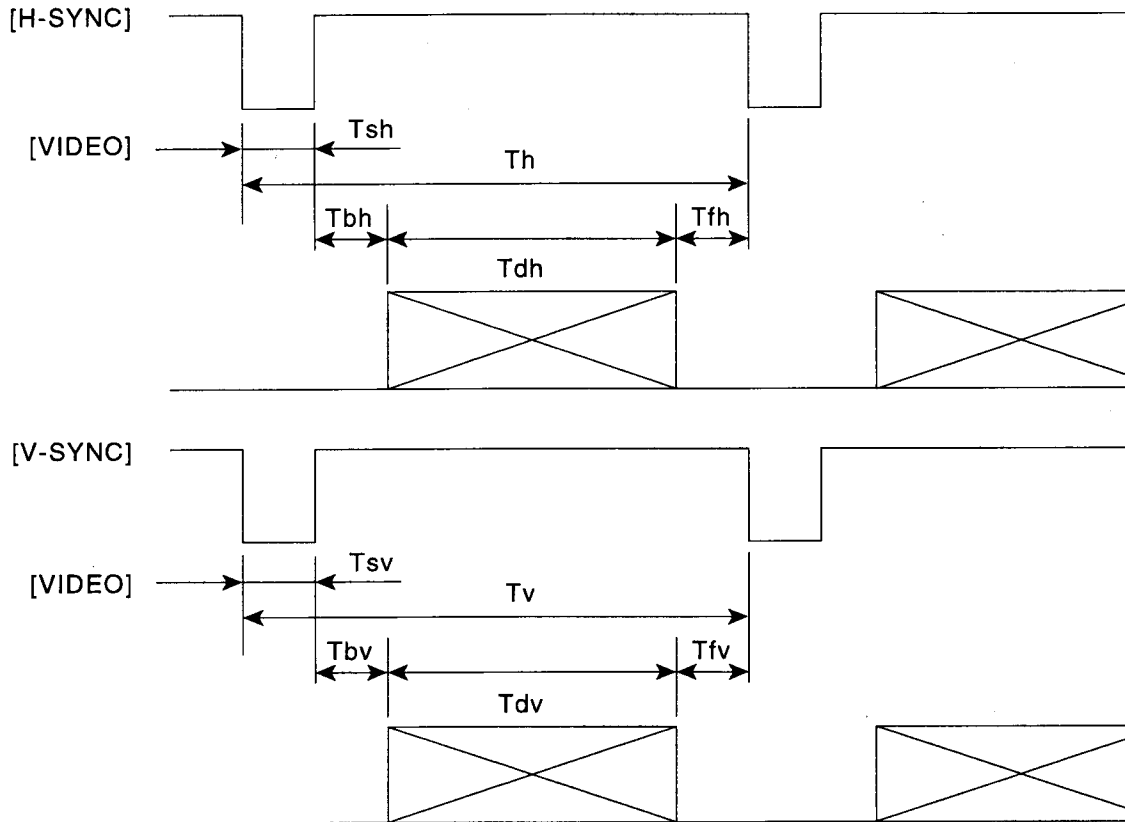 [H-SYNC]
[VIDEO]
Tsh
Th
Tbh
Tfh
Tdh
[V-SYNC]
[VIDEO]
Tsv
Tv
Tbv
Tfv
Tdv